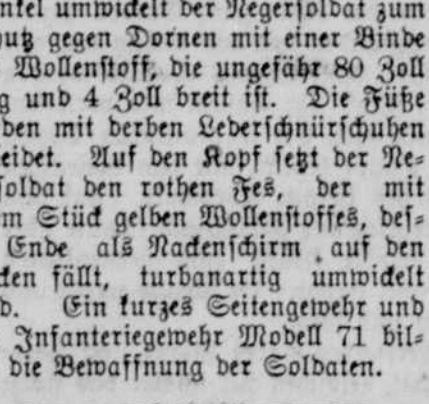 nkel umwickelt der Negersoldat zum
utz gegen Dornen mit einer Binde
Wollenstoff, die ungefähr 80 Zoll
g und 4 Zoll breit ist. Die Füße
den mit derben Lederschnürschuhen
eidet. Auf den Kopf setzt der Ne=
soldat den rothen Fes, der mit
m Stück gelben Wollenstoffes, des=
Ende als Nackenschirm auf den
ken fällt, turbanartig umwickelt
d. Ein kurzes Seitengewehr und
Infanteriegewehr Modell 71 bil=
die Bewaffnung der Soldaten.